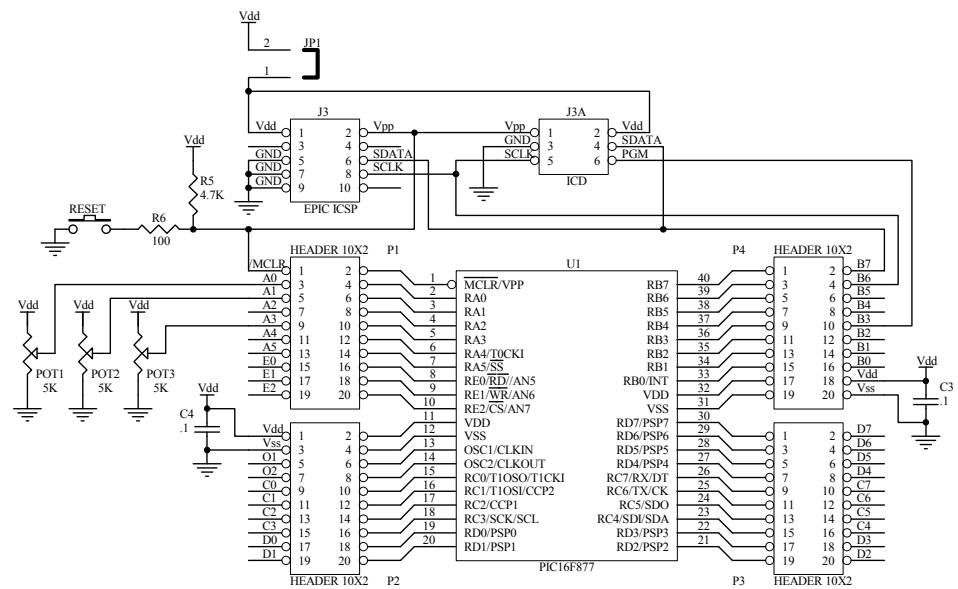 Vdd
2 JP1
1
J3 J3A
Vdd 1 2 Vpp Vpp 1 2 Vdd
3 4 GND 3 4 SDATA
GND 5 6 SDATA SCLK 5 6 PGM
GND 7 8 SCLK
GND 9 10 ICD
EPIC ICSP
Vdd
R5
4.7K
RESET R6
100
HEADER 10X2 P1 U1 P4 HEADER 10X2
/MCLR 1 2 1 MCLR/VPP RB7 40 1 2 B7
A0 3 4 2 RA0 RB6 39 3 4 B6
A1 5 6 3 RA1 RB5 38 5 6 B5
A2 7 8 4 RA2 RB4 37 7 8 B4
A3 9 10 5 RA3 RB3 36 9 10 B3
A4 11 12 6 RA4/T0CKI RB2 35 11 12 B2
A5 13 14 7 RA5/SS RB1 34 13 14 B1
E0 15 16 8 RE0/RD//AN5 RB0/INT 33 15 16 B0
E1 17 18 9 RE1/WR/AN6 VDD 32 17 18 Vdd
E2 19 20 10 RE2/CS/AN7 VSS 31 19 20 Vss
Vdd Vdd Vdd
POT1 POT2 POT3
5K 5K 5K
Vdd
C4
.1
Vdd
C3
.1
Vdd 1 2 11 VDD RD7/PSP7 30 1 2 D7
Vss 3 4 12 VSS RD6/PSP6 29 3 4 D6
O1 5 6 13 OSC1/CLKIN RD5/PSP5 28 5 6 D5
O2 7 8 14 OSC2/CLKOUT RD4/PSP4 27 7 8 D4
C0 9 10 15 RC0/T1OSO/T1CKI RC7/RX/DT 26 9 10 C7
C1 11 12 16 RC1/T1OSI/CCP2 RC6/TX/CK 25 11 12 C6
C2 13 14 17 RC2/CCP1 RC5/SDO 24 13 14 C5
C3 15 16 18 RC3/SCK/SCL RC4/SDI/SDA 23 15 16 C4
D0 17 18 19 RD0/PSP0 RD3/PSP3 22 17 18 D3
D1 19 20 20 RD1/PSP1 RD2/PSP2 21 19 20 D2
HEADER 10X2 P2 PIC16F877 P3 HEADER 10X2